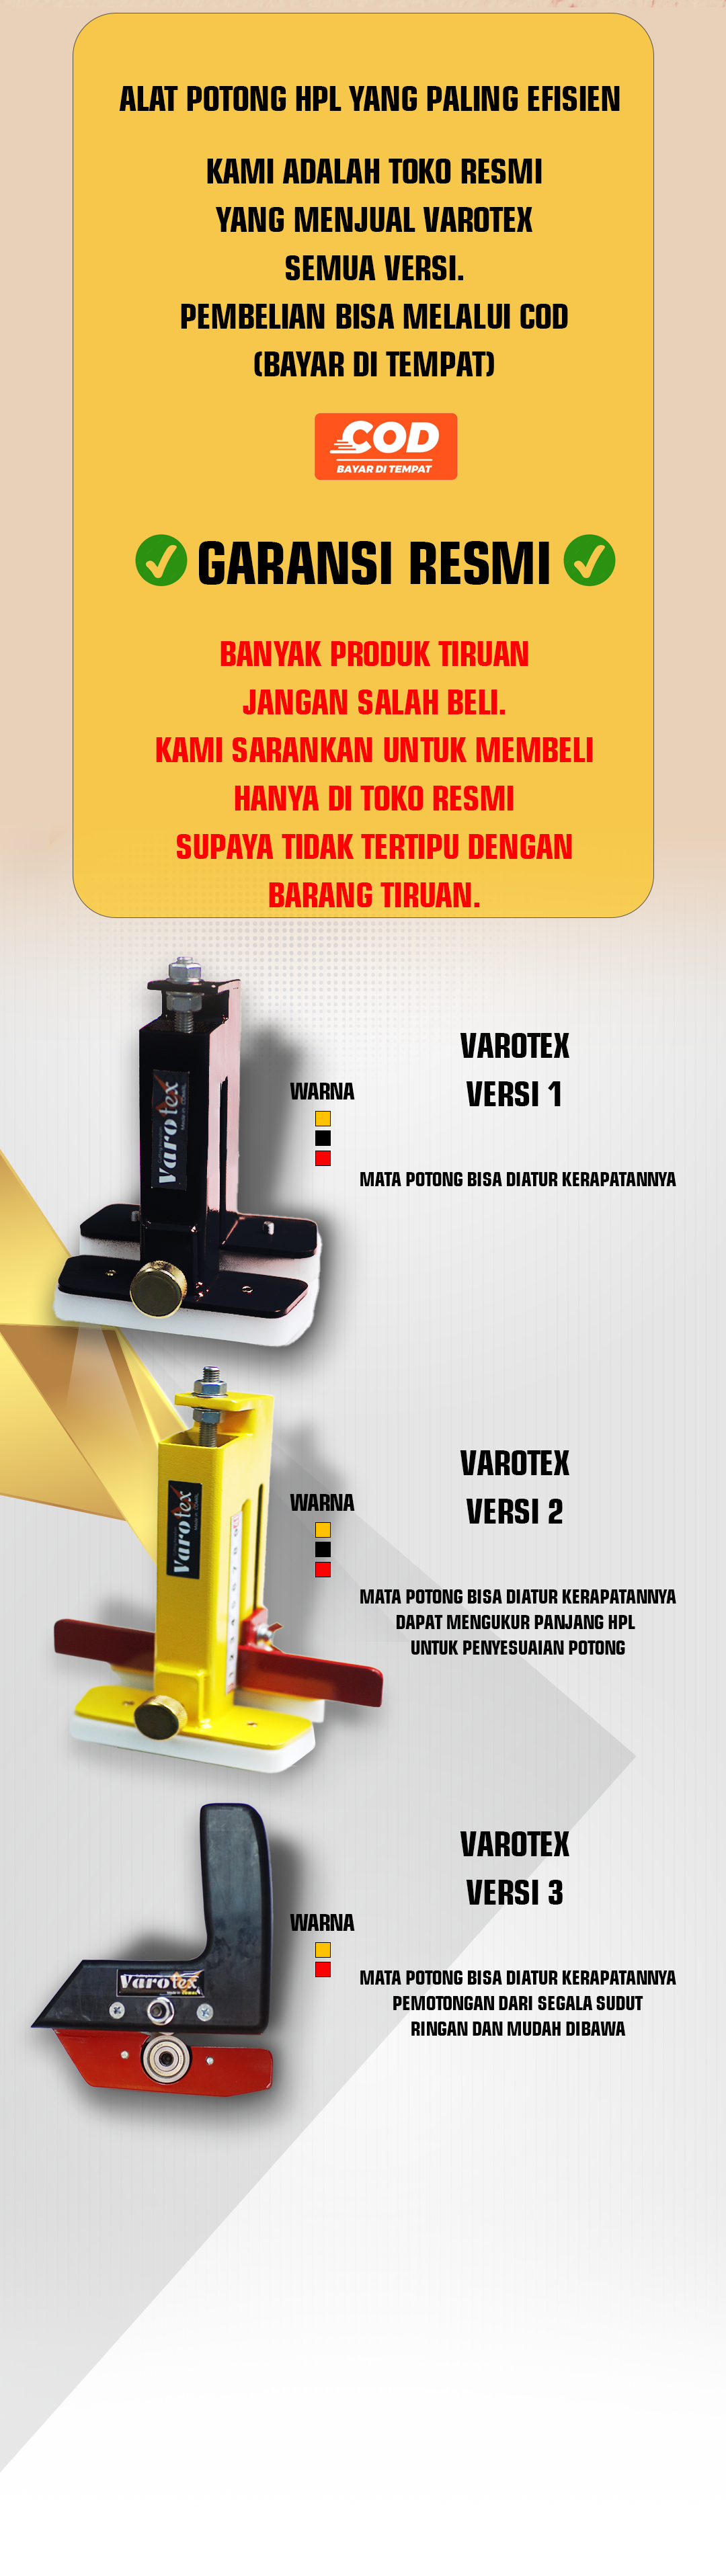 ALAT POTONG HPL YANG PALING EFISIEN
KAMI ADALAH TOKO RESMI
YANG MENJUAL VAROTEX
SEMUA VERSI.
PEMBELIAN BISA MELALUI COD
(BAYAR DI TEMPAT)
COD
BAYAR DI TEMPAT
GARANSI RESMI
BANYAK PRODUK TIRUAN
JANGAN SALAH BELI.
KAMI SARANKAN UNTUK MEMBELI
HANYA DI TOKO RESMI
SUPAYA TIDAK TERTIPU DENGAN
BARANG TIRUAN.
Varotex
VAROTEX
VERSI 1
WARNA
MATA POTONG BISA DIATUR KERAPATANNYA
Varotex
VAROTEX
VERSI 2
WARNA
MATA POTONG BISA DIATUR KERAPATANNYA
DAPAT MENGUKUR PANJANG HPL
UNTUK PENYESUAIAN POTONG
Varotex
VAROTEX
VERSI 3
WARNA
MATA POTONG BISA DIATUR KERAPATANNYA
PEMOTONGAN DARI SEGALA SUDUT
RINGAN DAN MUDAH DIBAWA